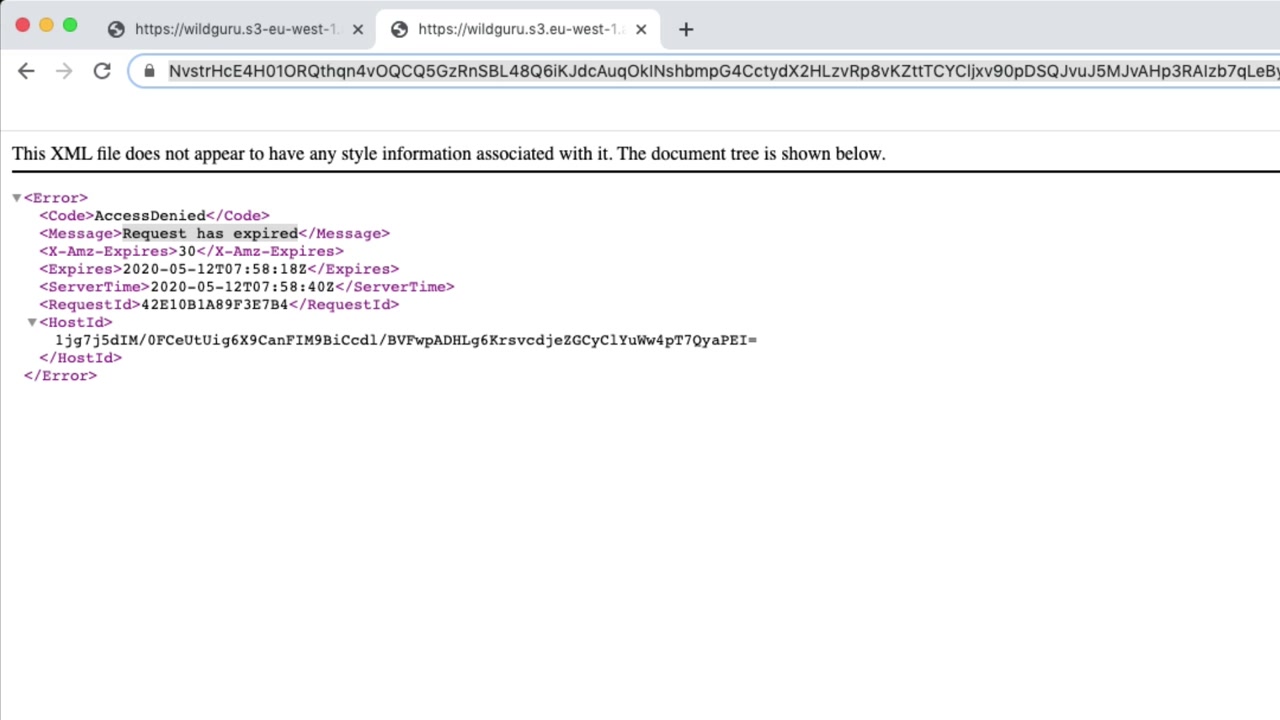 https://wildguru.s3-eu-west-1.
https://wildguru.s3.eu-west-1.
NvstrHcE4H01ORQthqn4vOQCQ5GzRnSBL48Q6iKJdcAuqOkINshbmpG4CctydX2HLzvRp8vKZttTCYCljxv90pDSQJvuJ5MJvAHp3RAIzb7qLeBy
This XML file does not appear to have any style information associated with it. The document tree is shown below.
<Error>
<Code>AccessDenied</Code>
<Message>Request has expired</Message>
<X-Amz-Expires>30</X-Amz-Expires>
<Expires>2020-05-12T07:58:18Z</Expires>
<ServerTime>2020-05-12T07:58:40Z</ServerTime>
<RequestId>42E10B1A89F3E7B4</RequestId>
<HostId>
1jg7j5dIM/0FCeUtUig6X9CanFIM9BiCcdl/BVFwpADHLg6KrsvcdjeZGCyClYuWw4pT7QyaPEI=
</HostId>
</Error>